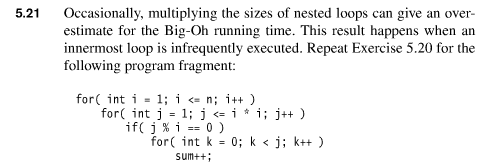 5.21 Occasionally, multiplying the sizes of nested loops can give an over-
estimate for the Big-Oh running time. This result happens when an
innermost loop is infrequently executed. Repeat Exercise 5.20 for the
following program fragment:
for( int i = 1; i <= n; i++ )
for( int j = 1; j <= i * i; j++ )
if( j % i == 0 )
for( int k = 0; k < j; k++ )
sum++;